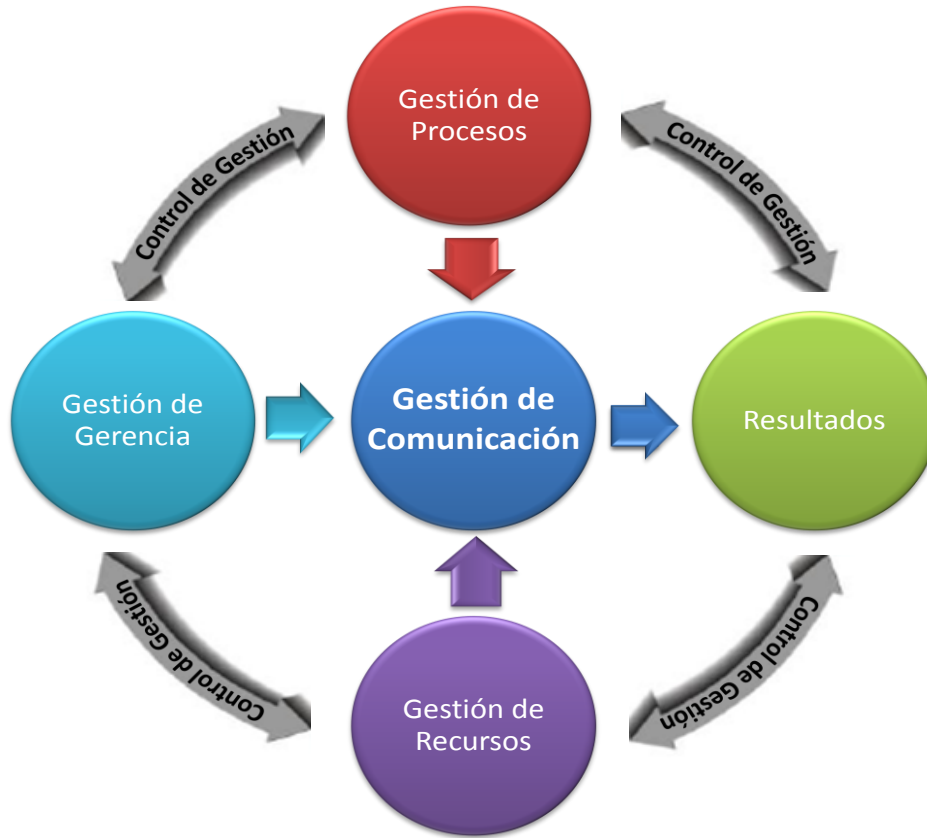 Gestión de
Procesos
Control de Gestión
Control de Gestión
Gestión de
Gerencia
Gestión de
Comunicación
Resultados
Control de Gestión
Control de Gestión
Gestión de
Recursos